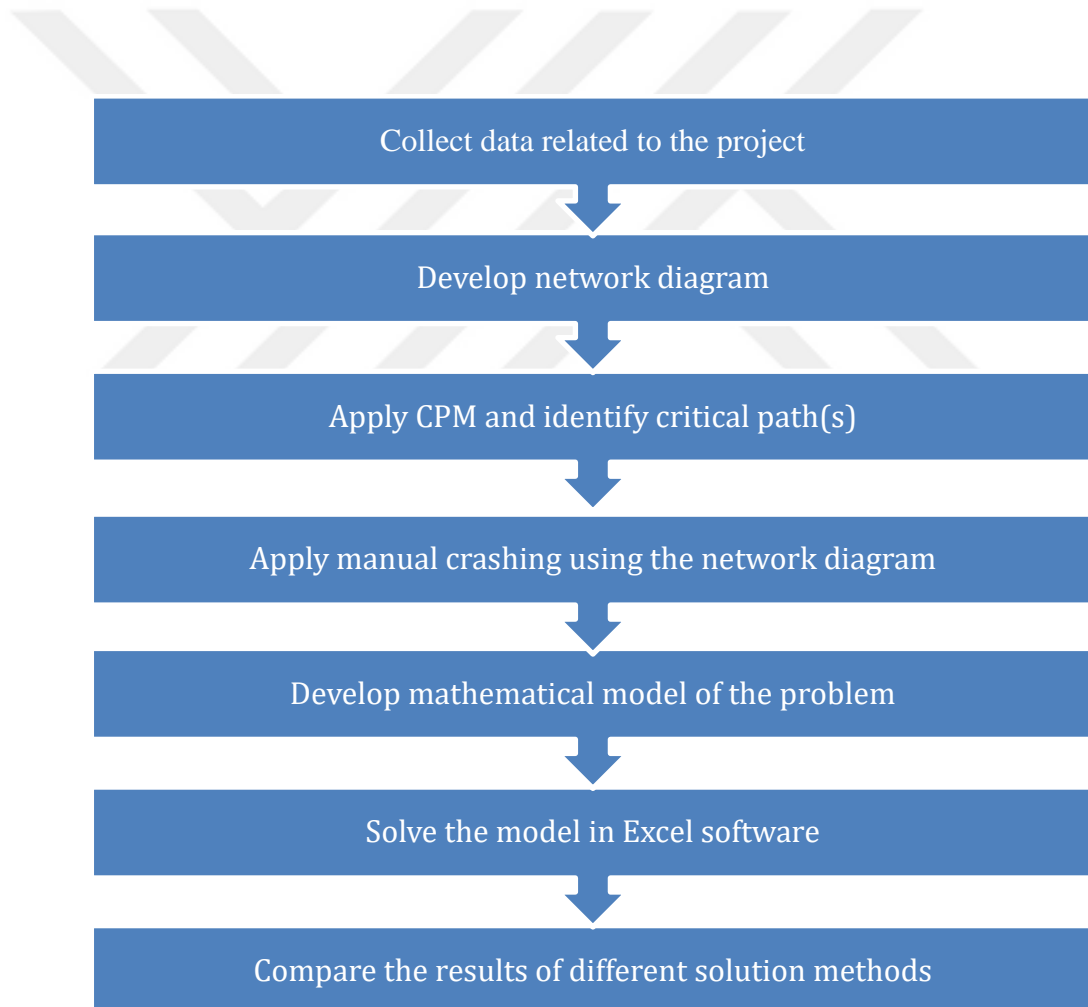 Collect data related to the project
Develop network diagram
Apply CPM and identify critical path(s)
Apply manual crashing using the network diagram
Develop mathematical model of the problem
Solve the model in Excel software
Compare the results of different solution methods